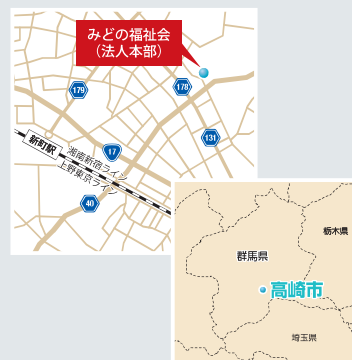 みどの福祉会
（法人本部）
179
178
131
新町駅
湘南新宿ライン
上野東京ライン
17
40
栃木県
群馬県
高崎市
埼玉県